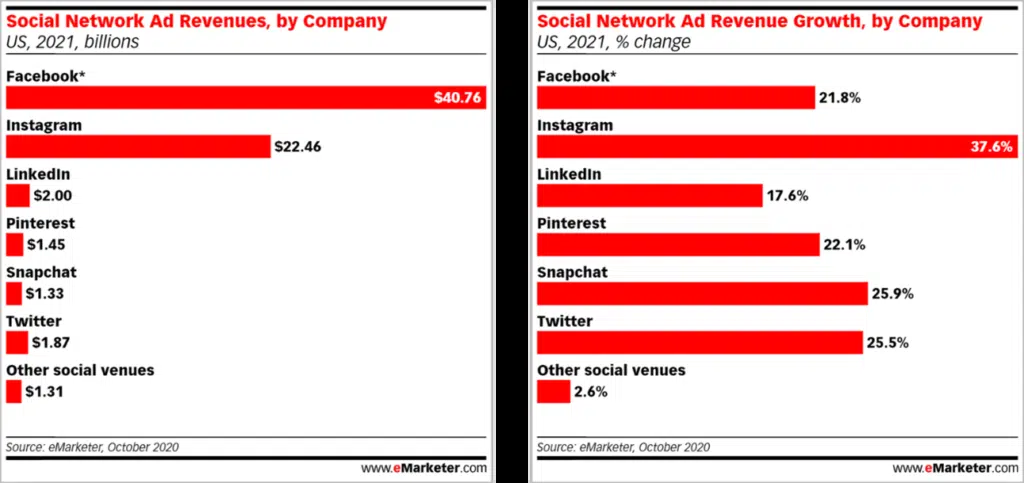 Social Network Ad Revenues, by Company
US, 2021, billions
Facebook*
$40.76
Instagram
$22.46
LinkedIn
$2.00
Pinterest
$1.45
Snapchat
$1.33
Twitter
$1.87
Other social venues
$1.31
Source: eMarketer, October 2020
www.eMarketer.com
Social Network Ad Revenue Growth, by Company
US, 2021, % change
Facebook*
21.8%
Instagram
37.6%
LinkedIn
17.6%
Pinterest
22.1%
Snapchat
25.9%
Twitter
25.5%
Other social venues
2.6%
Source: eMarketer, October 2020
www.eMarketer.com